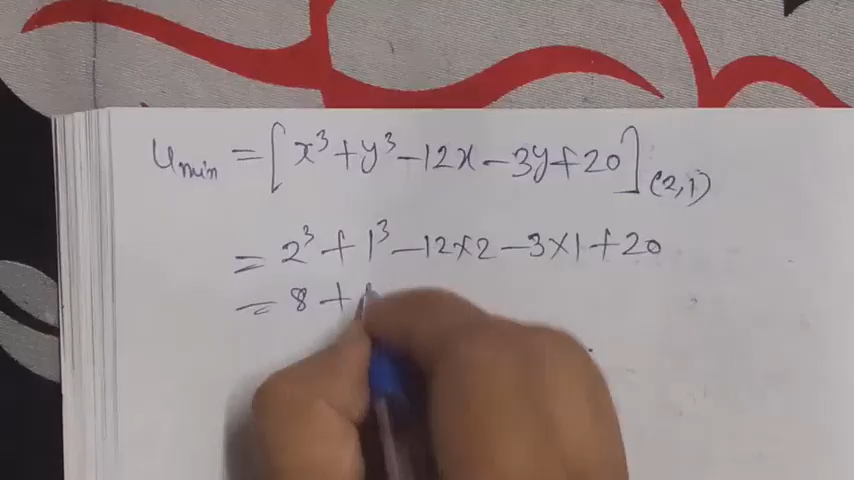 u_min = [x³ + y³ - 12x - 3y + 20]_(2,1)
= 2³ + 1³ - 12 × 2 - 3 × 1 + 20
= 8 +